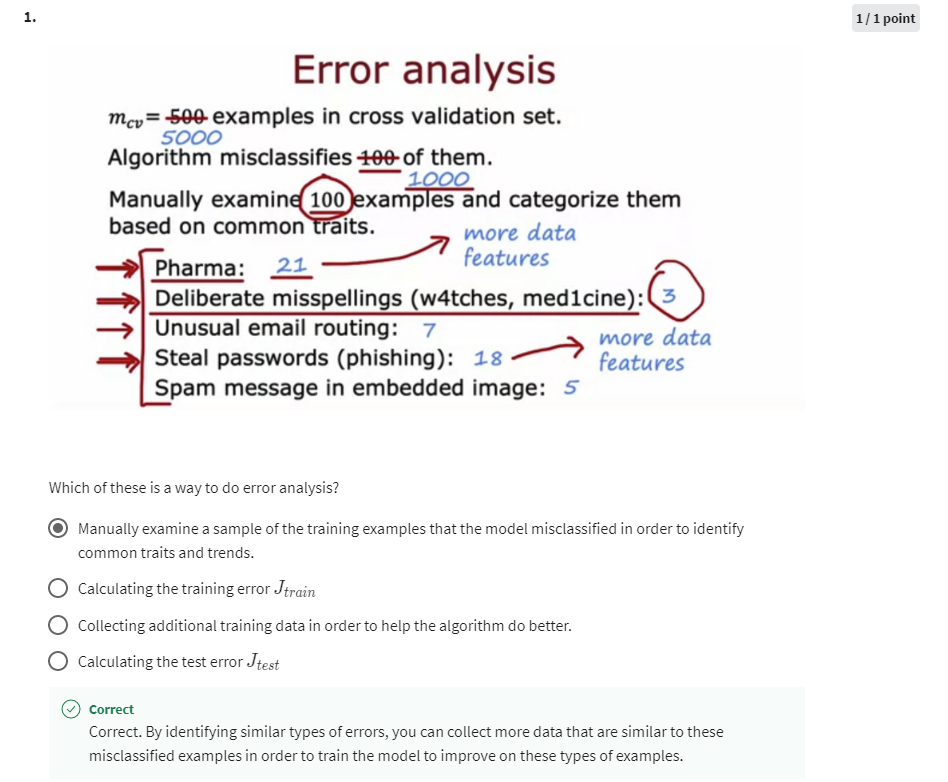 1.
1 / 1 point
Error analysis
m_cv = 500 examples in cross validation set.
5000
Algorithm misclassifies 100 of them.
1000
Manually examine 100 examples and categorize them
based on common traits.
more data
features
Pharma: 21
Deliberate misspellings (w4tches, med1cine): 3
Unusual email routing: 7
more data
features
Steal passwords (phishing): 18
Spam message in embedded image: 5
Which of these is a way to do error analysis?
Manually examine a sample of the training examples that the model misclassified in order to identify
common traits and trends.
Calculating the training error J_train
Collecting additional training data in order to help the algorithm do better.
Calculating the test error J_test
Correct
Correct. By identifying similar types of errors, you can collect more data that are similar to these
misclassified examples in order to train the model to improve on these types of examples.